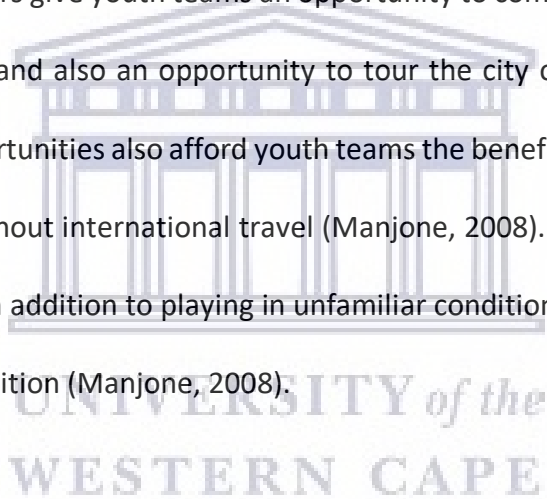 give youth teams an opportunity to com
and also an opportunity to tour the city
rtunities also afford youth teams the benef
hout international travel (Manjone, 2008).
addition to playing in unfamiliar condition
ition (Manjone, 2008).
UNIVERSITY of the
WESTERN CAPE